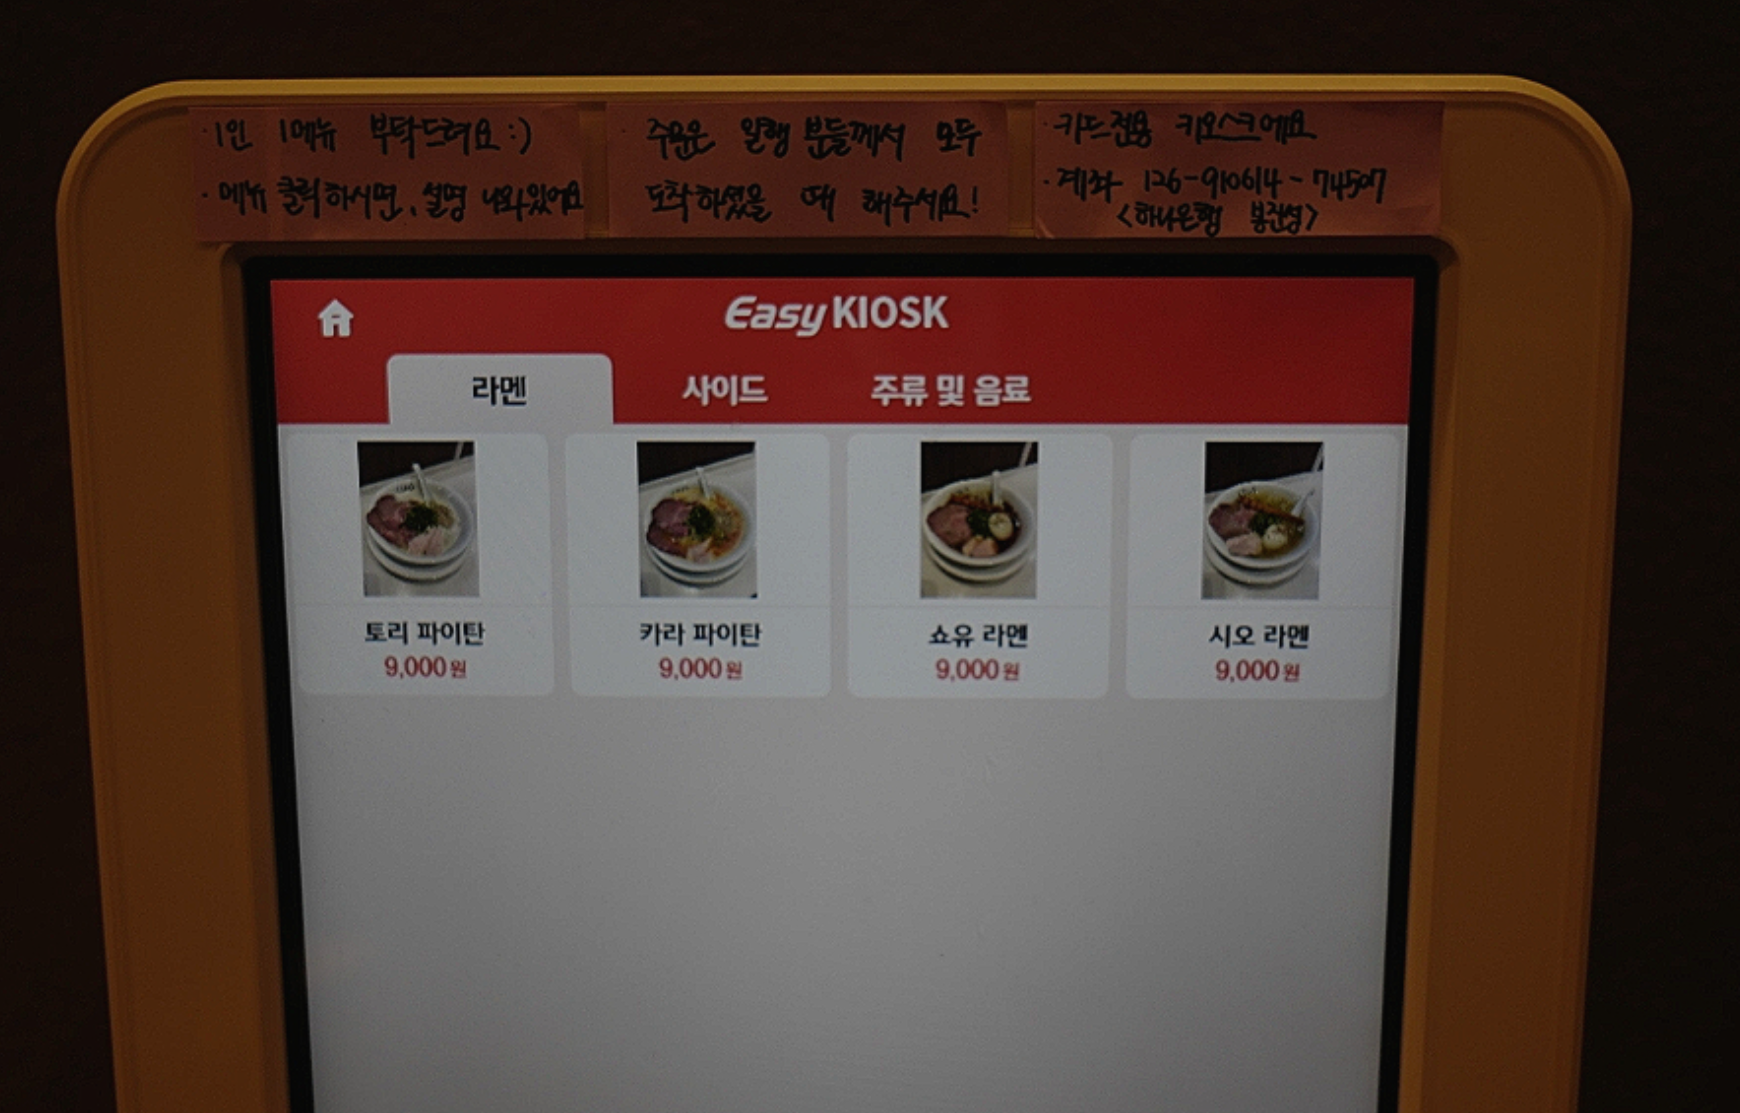 · 1인 1메뉴 부탁드려요 :)
· 메뉴 클릭하시면, 설명 나와있어요
· 주문은 일행 분들께서 모두
도착하셨을 때 해주세요!
· 카드전용 키오스크에요
· 계좌 126-910614-74507
<하나은행 봉진성>
Easy KIOSK
라멘 사이드 주류 및 음료
토리 파이탄 카라 파이탄 쇼유 라멘 시오 라멘
9,000원 9,000원 9,000원 9,000원